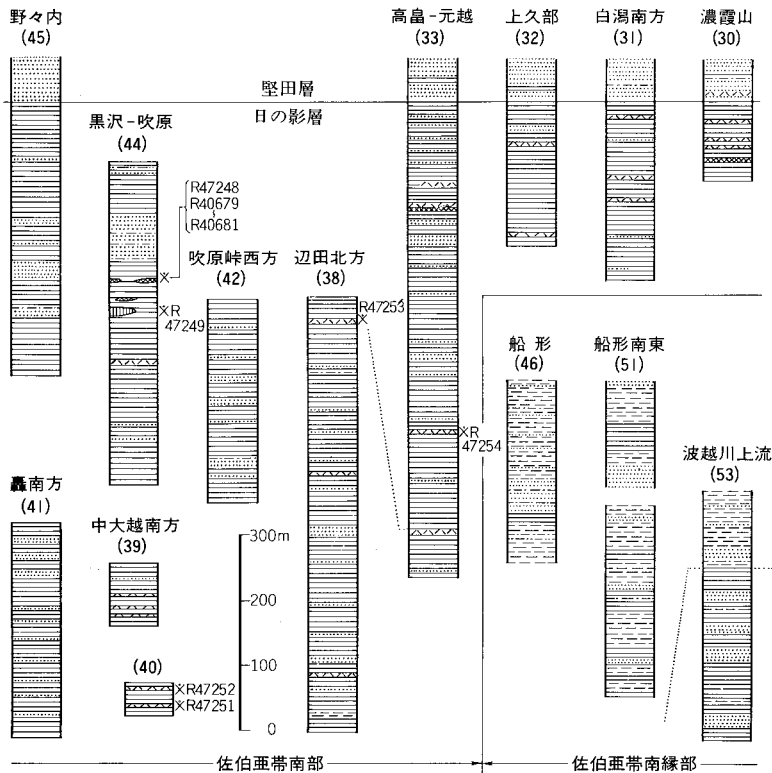 野々内
(45)
高畠-元越
(33)
上久部
(32)
白潟南方
(31)
濃霞山
(30)
堅田層
日の影層
黒沢-吹原
(44)
R47248
R40679
〜
R40681
×
×R
47249
吹原峠西方
(42)
辺田北方
(38)
R47253
×
×R
47254
船形
(46)
船形南東
(51)
波越川上流
(53)
轟南方
(41)
中大越南方
(39)
(40)
×R47252
×R47251
300m
200
100
0
佐伯亜帯南部
佐伯亜帯南縁部